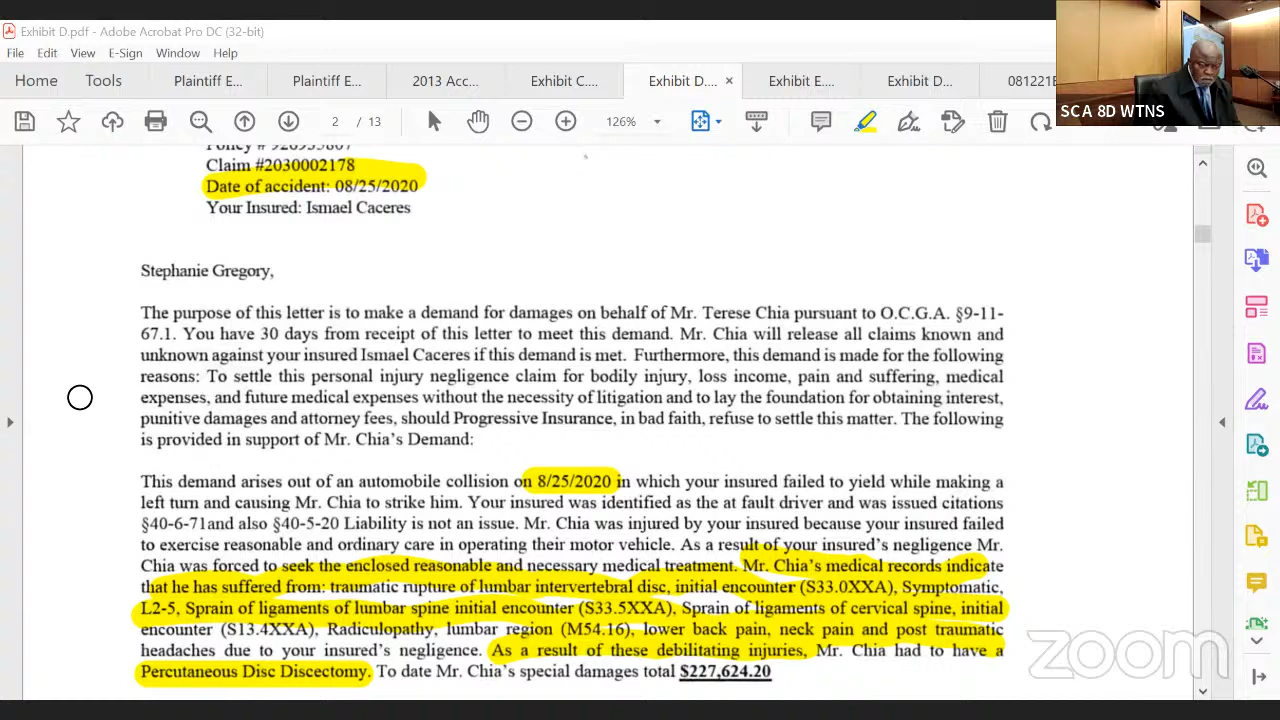 Exhibit D.pdf - Adobe Acrobat Pro DC (32-bit)
File Edit View E-Sign Window Help
Home Tools Plaintiff E... Plaintiff E... 2013 Acc... Exhibit C.... Exhibit D.... × Exhibit E.... Exhibit D... 081221E
SCA 8D WTNS
2 / 13 126%
Claim #2030002178
Date of accident: 08/25/2020
Your Insured: Ismael Caceres
Stephanie Gregory,
The purpose of this letter is to make a demand for damages on behalf of Mr. Terese Chia pursuant to O.C.G.A. §9-11-
67.1. You have 30 days from receipt of this letter to meet this demand. Mr. Chia will release all claims known and
unknown against your insured Ismael Caceres if this demand is met. Furthermore, this demand is made for the following
reasons: To settle this personal injury negligence claim for bodily injury, loss income, pain and suffering, medical
expenses, and future medical expenses without the necessity of litigation and to lay the foundation for obtaining interest,
punitive damages and attorney fees, should Progressive Insurance, in bad faith, refuse to settle this matter. The following
is provided in support of Mr. Chia's Demand:
This demand arises out of an automobile collision on 8/25/2020 in which your insured failed to yield while making a
left turn and causing Mr. Chia to strike him. Your insured was identified as the at fault driver and was issued citations
§40-6-71and also §40-5-20 Liability is not an issue. Mr. Chia was injured by your insured because your insured failed
to exercise reasonable and ordinary care in operating their motor vehicle. As a result of your insured's negligence Mr.
Chia was forced to seek the enclosed reasonable and necessary medical treatment. Mr. Chia's medical records indicate
that he has suffered from: traumatic rupture of lumbar intervertebral disc, initial encounter (S33.0XXA), Symptomatic,
L2-5, Sprain of ligaments of lumbar spine initial encounter (S33.5XXA), Sprain of ligaments of cervical spine, initial
encounter (S13.4XXA), Radiculopathy, lumbar region (M54.16), lower back pain, neck pain and post traumatic
headaches due to your insured's negligence. As a result of these debilitating injuries, Mr. Chia had to have a
Percutaneous Disc Discectomy. To date Mr. Chia's special damages total $227,624.20
zoom